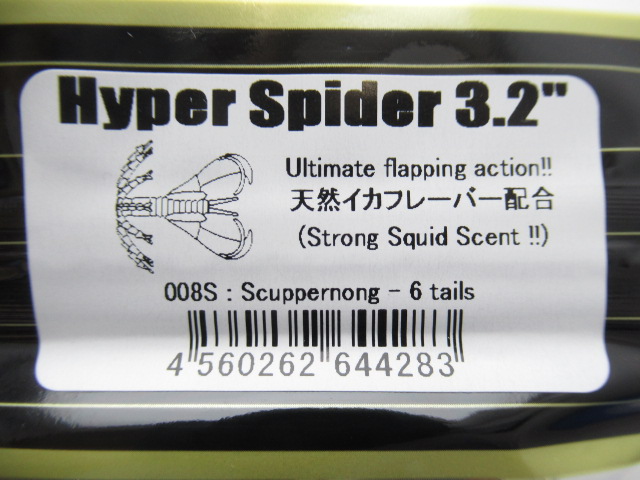 Hyper Spider 3.2"
Ultimate flapping action!!
天然イカフレーバー配合
(Strong Squid Scent !!)
008S : Scuppernong - 6 tails
4 560262 644283